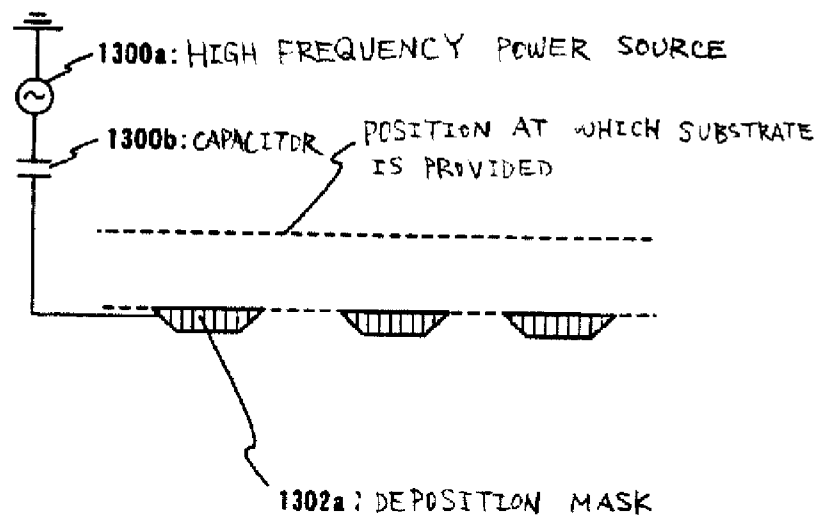 1300a: HIGH FREQUENCY POWER SOURCE
1300b: CAPACITOR
POSITION AT WHICH SUBSTRATE
IS PROVIDED
1302a: DEPOSITION MASK